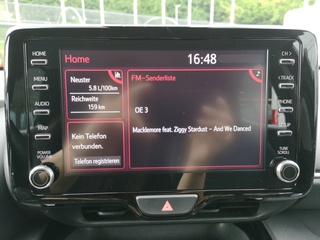 HOME
MENU
AUDIO
MAP
POWER
VOLUME
Home
16:48
Neuster
5.8 L/100km
Reichweite
159 km
Kein Telefon
verbunden.
Telefon registrieren
FM-Senderliste
OE 3
Macklemore feat. Ziggy Stardust – And We Danced
CH >
< TRACK
PHONE
SETUP
TUNE
SCROLL